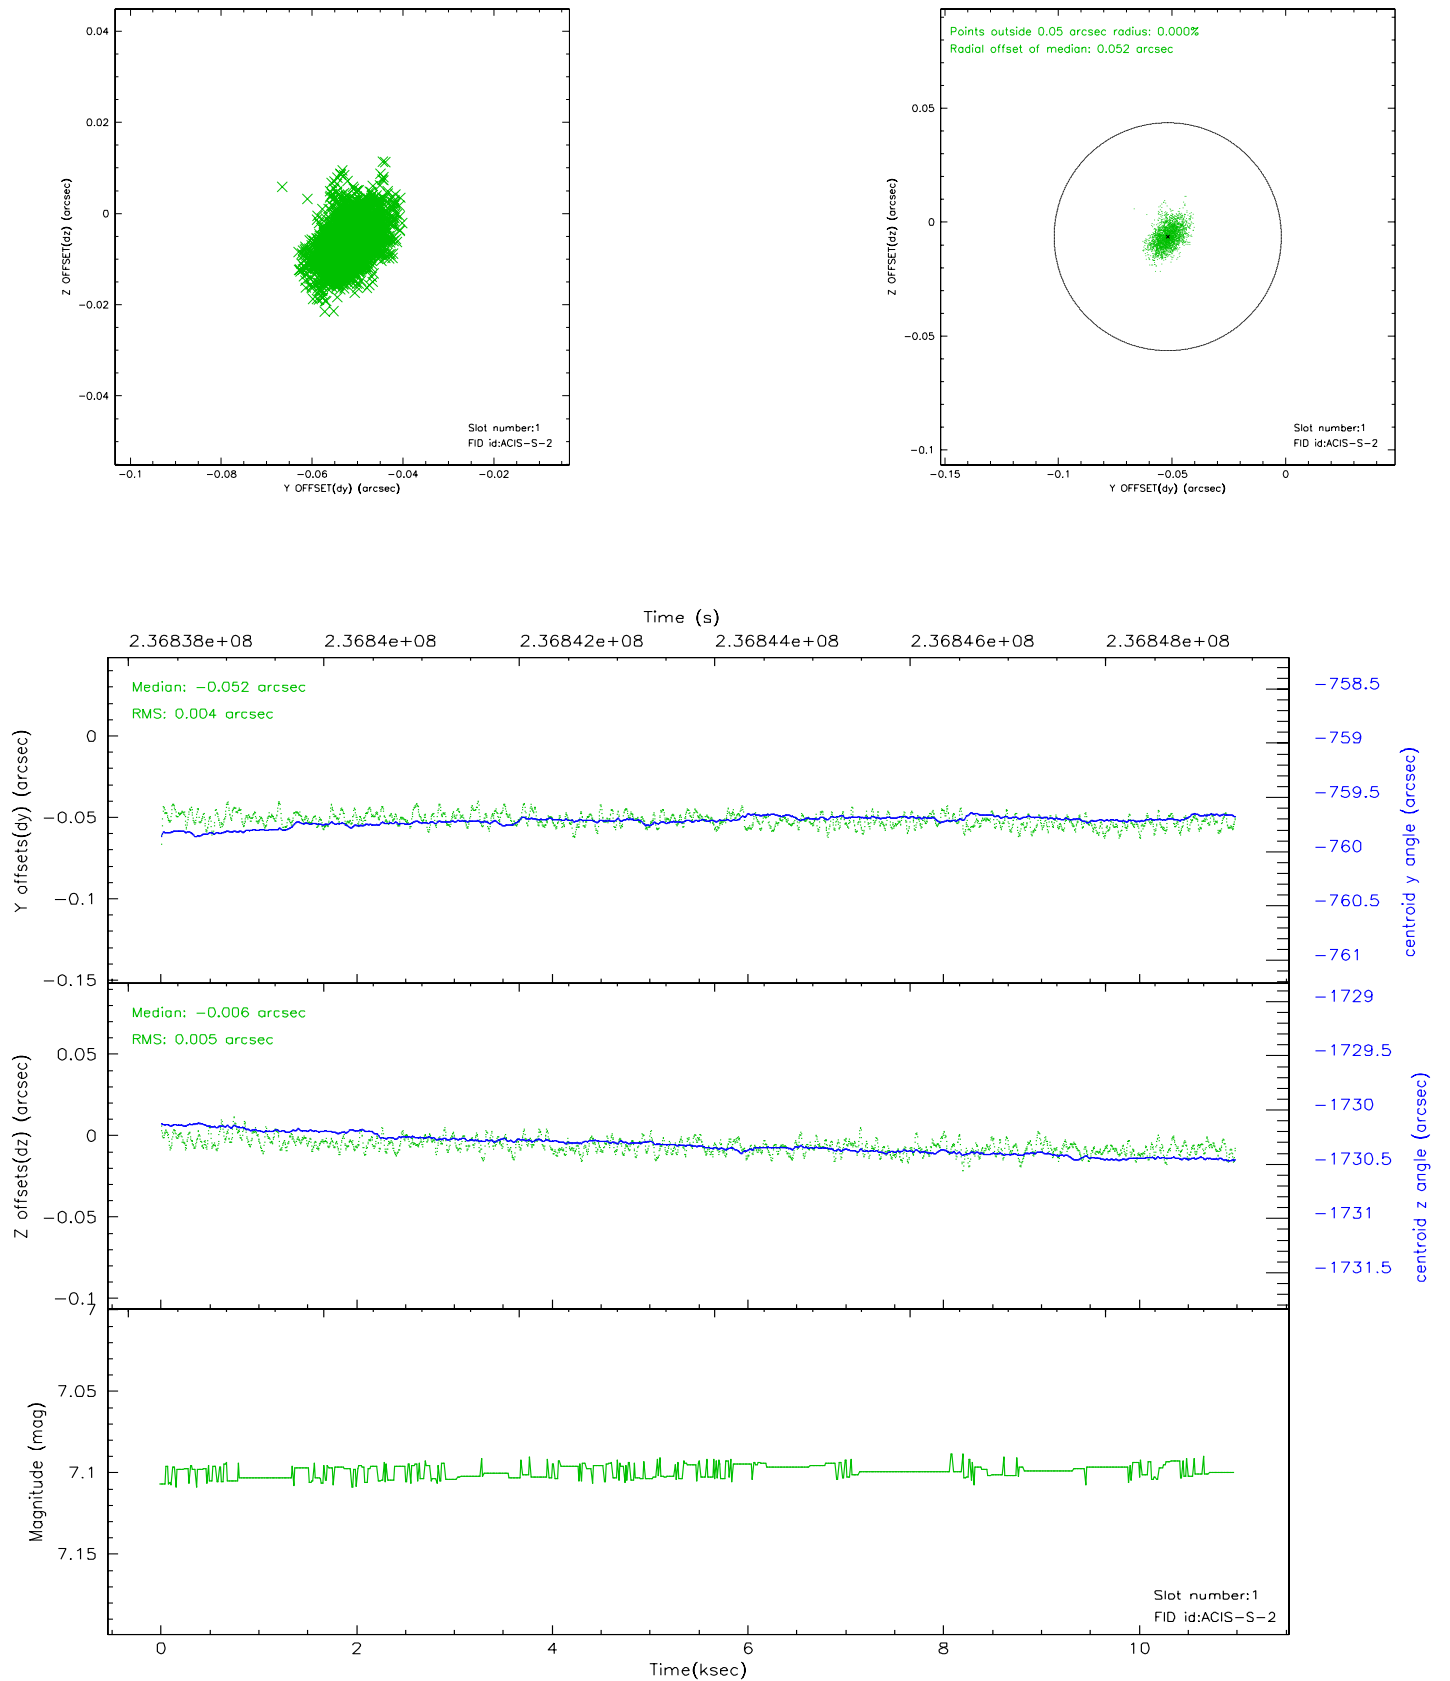 0.04
0.02
0
-0.02
-0.04
Z OFFSET(dz) (arcsec)
Slot number:1
FID id:ACIS-S-2
-0.1
-0.08
-0.06
-0.04
-0.02
Y OFFSET(dy) (arcsec)
Points outside 0.05 arcsec radius: 0.000%
Radial offset of median: 0.052 arcsec
0.05
0
-0.05
-0.1
Z OFFSET(dz) (arcsec)
Slot number:1
FID id:ACIS-S-2
-0.15
-0.1
-0.05
0
Y OFFSET(dy) (arcsec)
Time (s)
2.36838e+08
2.3684e+08
2.36842e+08
2.36844e+08
2.36846e+08
2.36848e+08
Median: -0.052 arcsec
RMS: 0.004 arcsec
0
-0.05
-0.1
-0.15
Y offsets(dy) (arcsec)
-758.5
-759
-759.5
-760
-760.5
-761
centroid y angle (arcsec)
Median: -0.006 arcsec
RMS: 0.005 arcsec
0.05
0
-0.05
-0.1
Z offsets(dz) (arcsec)
-1729
-1729.5
-1730
-1730.5
-1731
-1731.5
centroid z angle (arcsec)
7
7.05
7.1
7.15
Magnitude (mag)
Slot number:1
FID id:ACIS-S-2
0
2
4
6
8
10
Time(ksec)